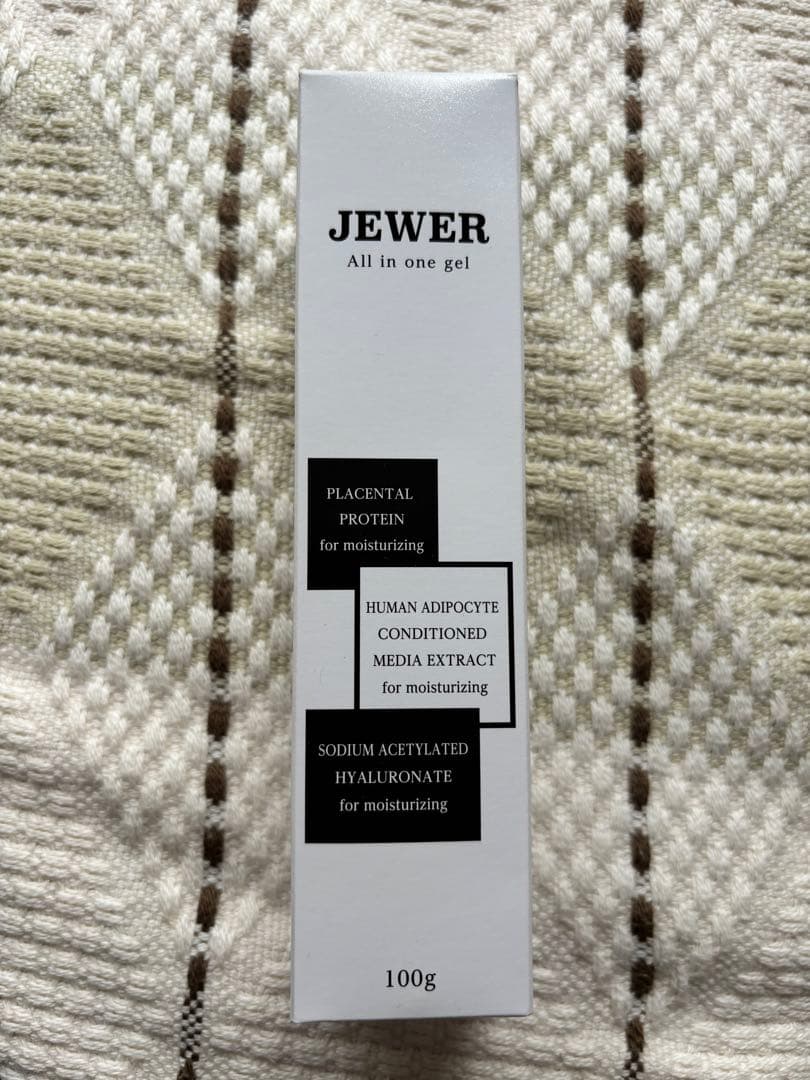 JEWER
All in one gel
PLACENTAL
PROTEIN
for moisturizing
HUMAN ADIPOCYTE
CONDITIONED
MEDIA EXTRACT
for moisturizing
SODIUM ACETYLATED
HYALURONATE
for moisturizing
100g